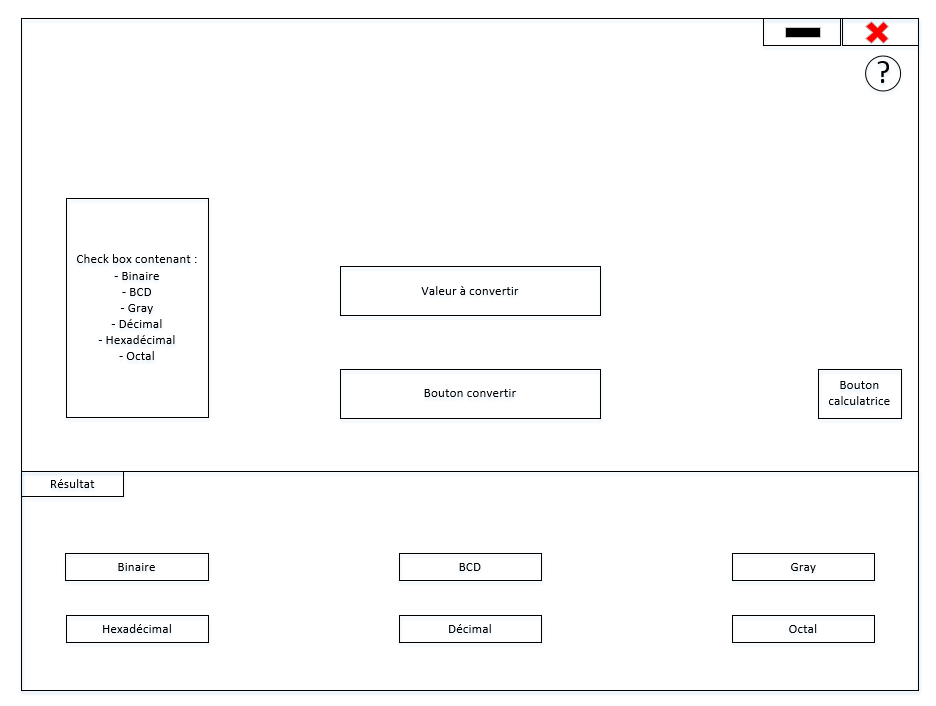 ?
Check box contenant :
- Binaire
- BCD
- Gray
- Décimal
- Hexadécimal
- Octal
Valeur à convertir
Bouton convertir
Bouton
calculatrice
Résultat
Binaire
BCD
Gray
Hexadécimal
Décimal
Octal